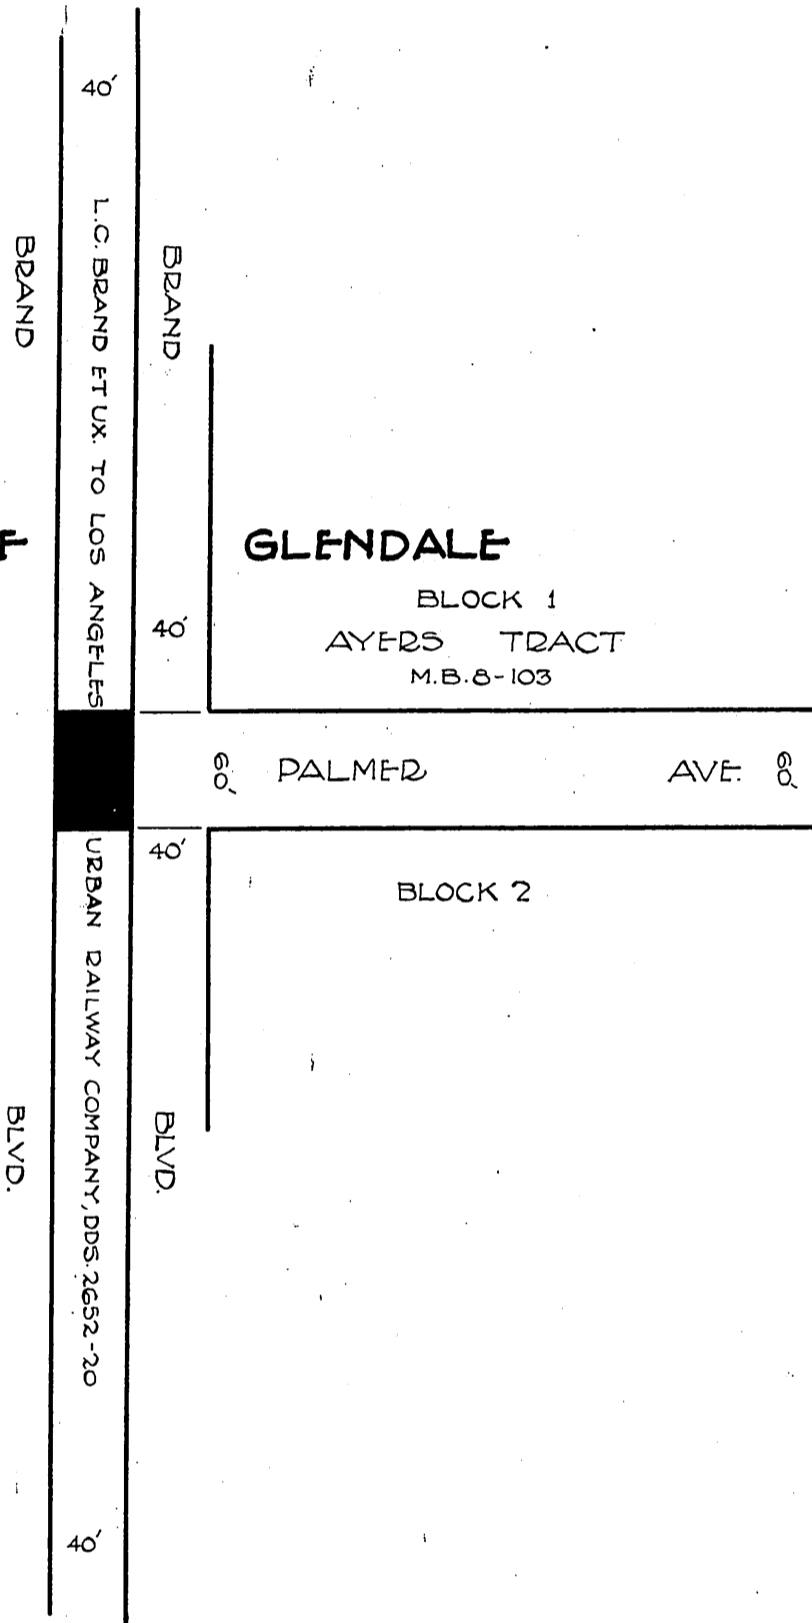 40'
BRAND
L.C. BRAND ET UX. TO LOS ANGELES
BRAND
GLENDALE
BLOCK 1
40'
AYERS TRACT
M.B. 8-103
60' PALMER AVE. 60'
40'
BLOCK 2
URBAN RAILWAY COMPANY, DDS. 2652-20
BLVD.
BLVD.
40'